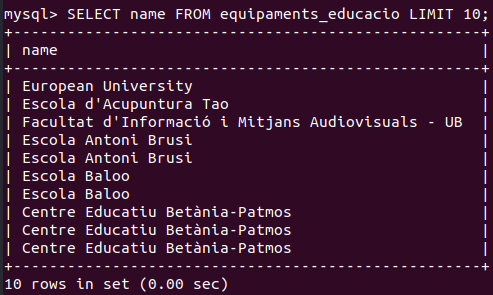 mysql> SELECT name FROM equipaments_educacio LIMIT 10;
+----------------------------------------------------+
| name                                               |
+----------------------------------------------------+
| European University                                |
| Escola d'Acupuntura Tao                            |
| Facultat d'Informació i Mitjans Audiovisuals - UB  |
| Escola Antoni Brusi                                |
| Escola Antoni Brusi                                |
| Escola Baloo                                       |
| Escola Baloo                                       |
| Centre Educatiu Betània-Patmos                     |
| Centre Educatiu Betània-Patmos                     |
| Centre Educatiu Betània-Patmos                     |
+----------------------------------------------------+
10 rows in set (0.00 sec)